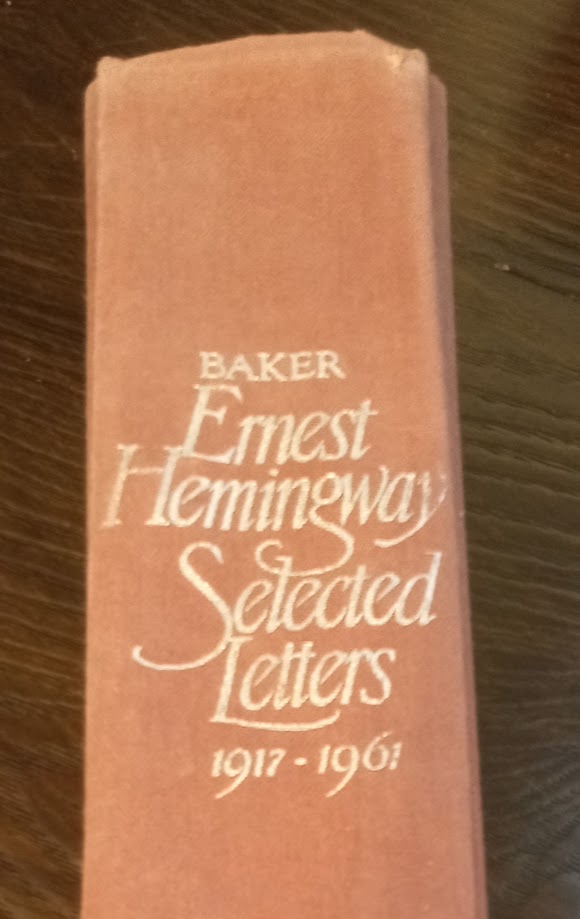 BAKER
Ernest
Hemingway
Selected
Letters
1917-1961